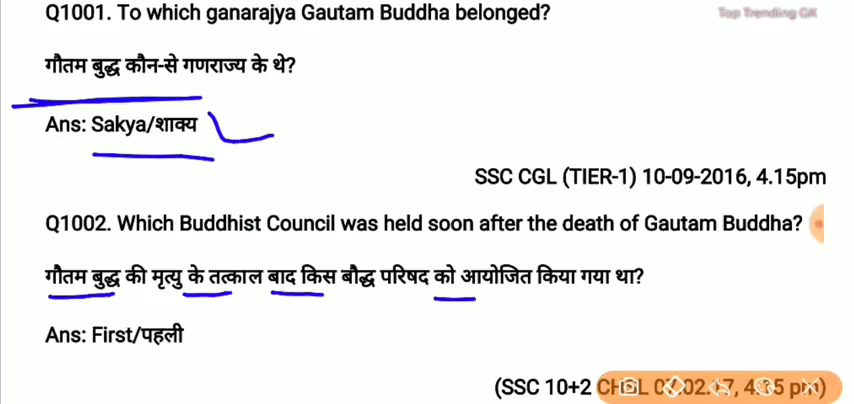 Q1001. To which ganarajya Gautam Buddha belonged?
Top Trending GK
गौतम बुद्ध कौन-से गणराज्य के थे?
Ans: Sakya/शाक्य
SSC CGL (TIER-1) 10-09-2016, 4.15pm
Q1002. Which Buddhist Council was held soon after the death of Gautam Buddha?
गौतम बुद्ध की मृत्यु के तत्काल बाद किस बौद्ध परिषद को आयोजित किया गया था?
Ans: First/पहली
(SSC 10+2 CHSL pm)